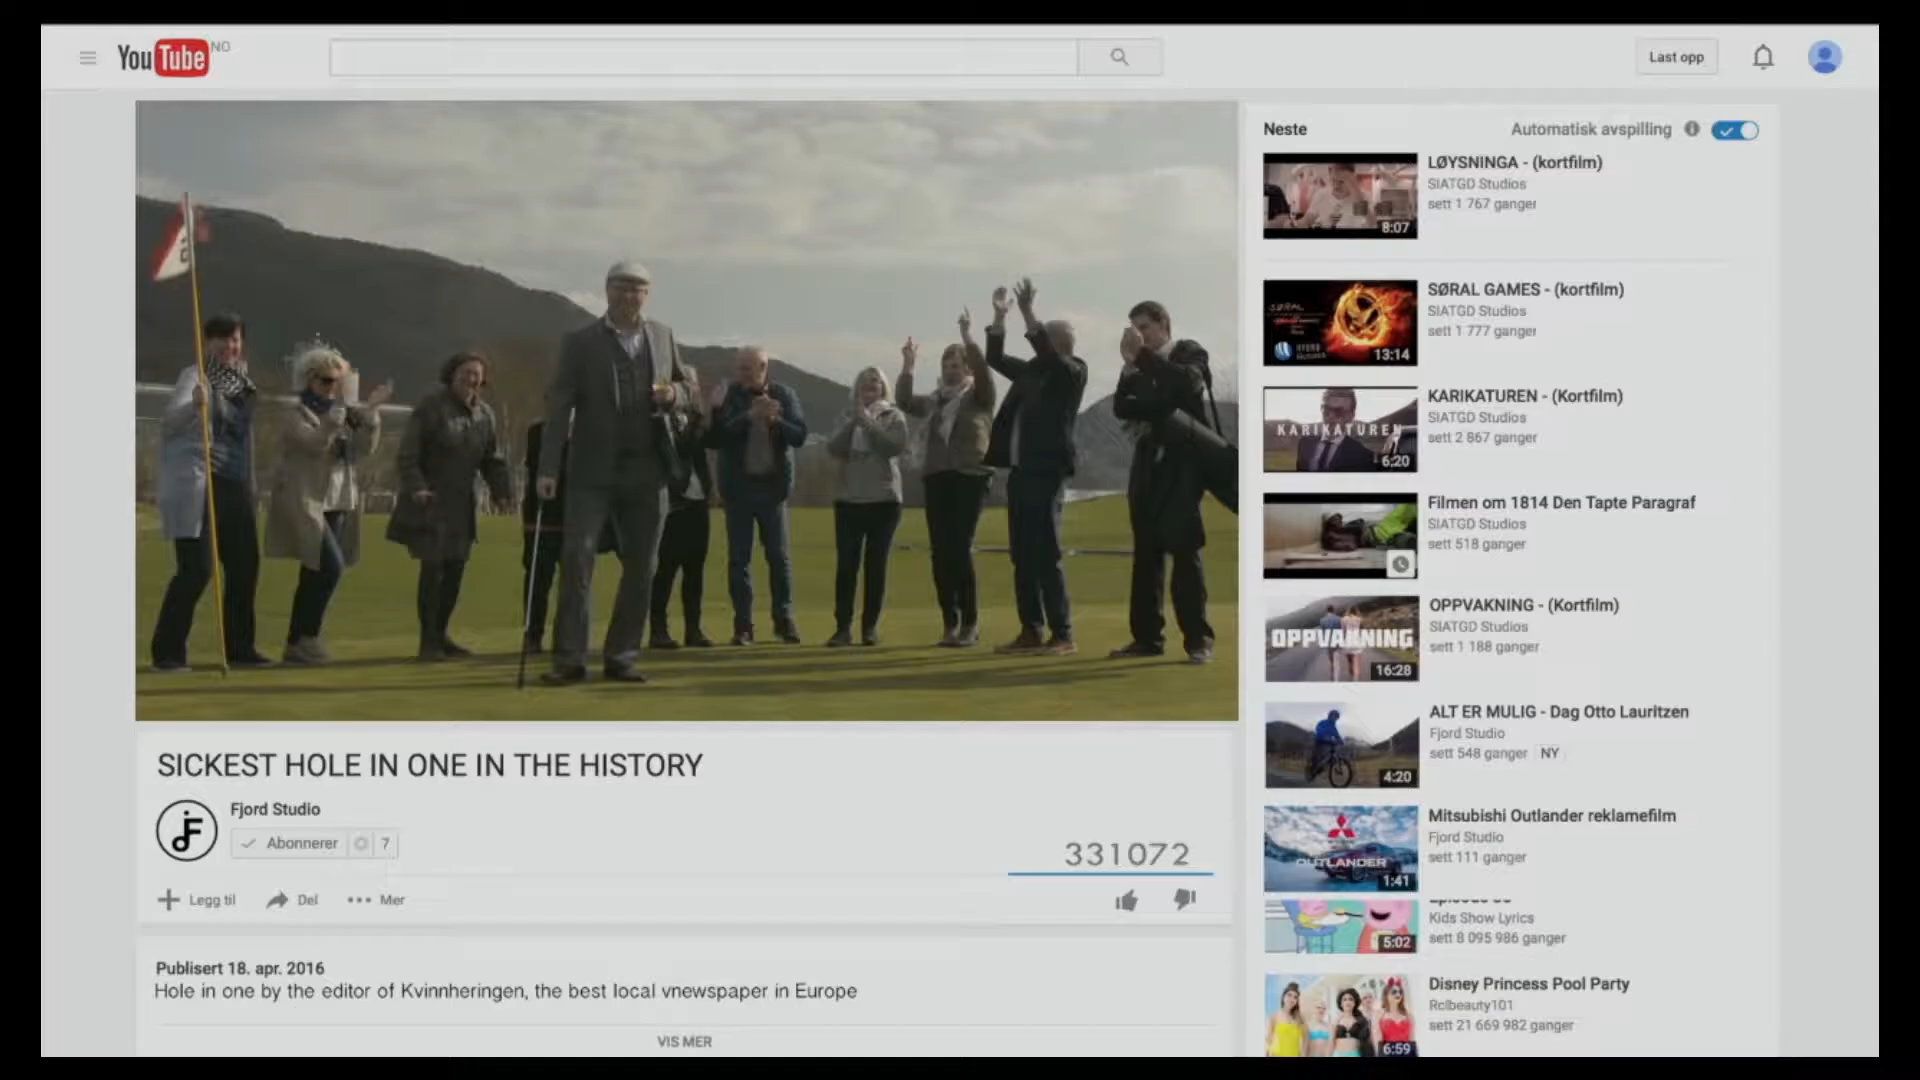 YouTube NO
Last opp
SICKEST HOLE IN ONE IN THE HISTORY
Fjord Studio
Abonnerer 7
331072
Legg til Del Mer
Publisert 18. apr. 2016
Hole in one by the editor of Kvinnheringen, the best local vnewspaper in Europe
VIS MER
Neste Automatisk avspilling
LØYSNINGA - (kortfilm)
SIATGD Studios
sett 1 767 ganger
8:07
SØRAL GAMES - (kortfilm)
SIATGD Studios
sett 1 777 ganger
SØRAL
13:14
KARIKATUREN - (Kortfilm)
SIATGD Studios
sett 2 867 ganger
KARIKATUREN
6:20
Filmen om 1814 Den Tapte Paragraf
SIATGD Studios
sett 518 ganger
OPPVAKNING - (Kortfilm)
SIATGD Studios
sett 1 188 ganger
OPPVAKNING
16:28
ALT ER MULIG - Dag Otto Lauritzen
Fjord Studio
sett 548 ganger NY
4:20
Mitsubishi Outlander reklamefilm
Fjord Studio
sett 111 ganger
OUTLANDER
1:41
Kids Show Lyrics
sett 8 095 986 ganger
5:02
Disney Princess Pool Party
Rclbeauty101
sett 21 669 982 ganger
6:59